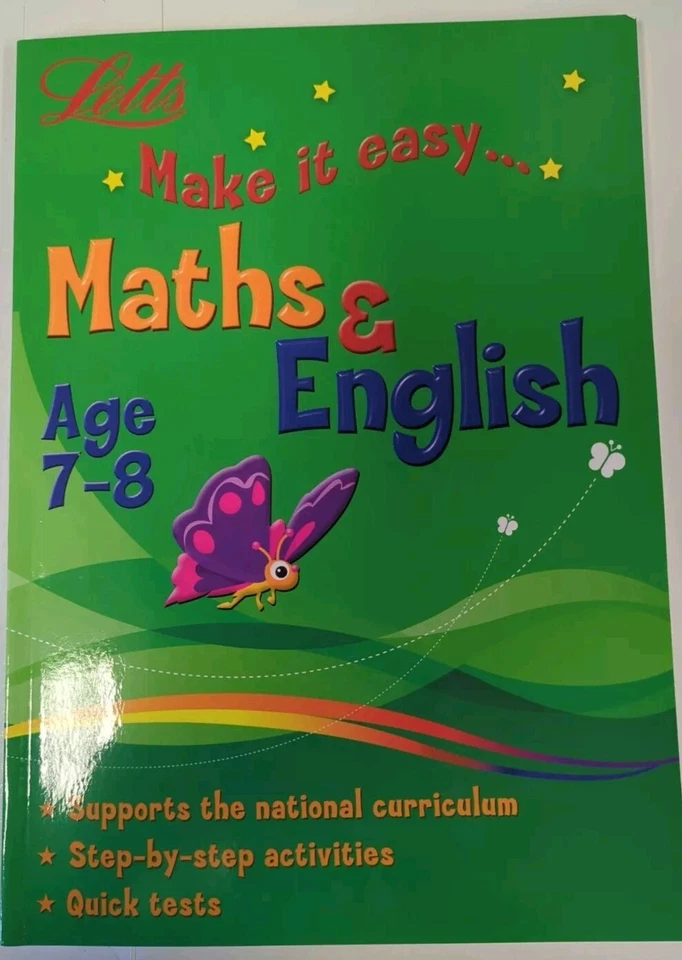 Letts
Make it easy...
Maths &
English
Age
7-8
Supports the national curriculum
Step-by-step activities
Quick tests